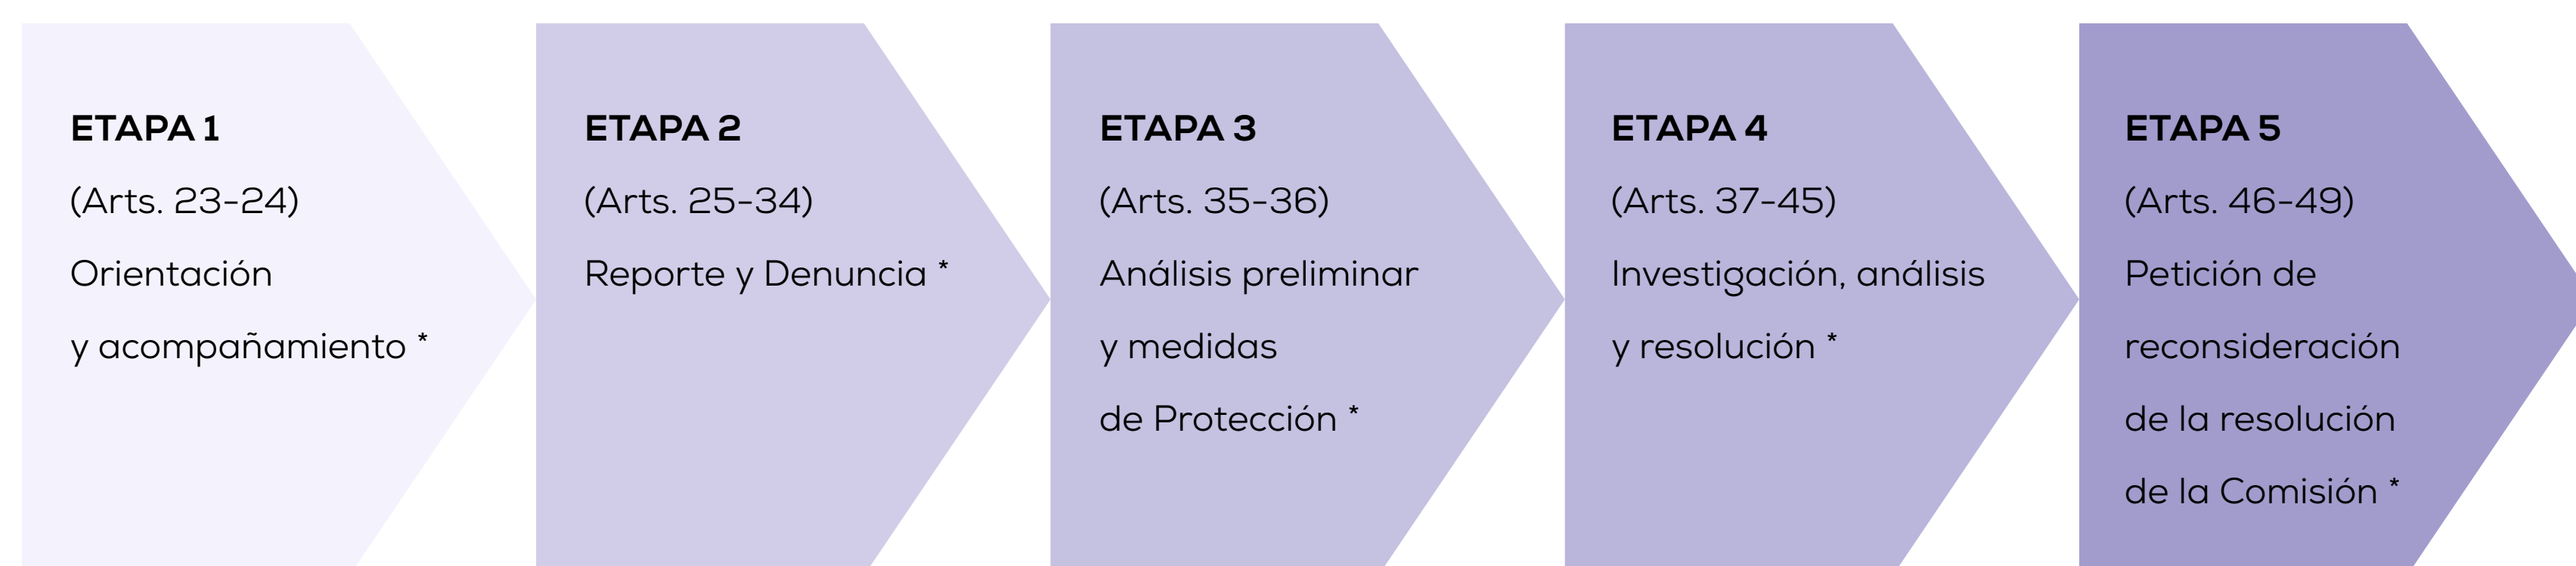 ETAPA 1
(Arts. 23-24)
Orientación
y acompañamiento *
ETAPA 2
(Arts. 25-34)
Reporte y Denuncia *
ETAPA 3
(Arts. 35-36)
Análisis preliminar
y medidas
de Protección *
ETAPA 4
(Arts. 37-45)
Investigación, análisis
y resolución *
ETAPA 5
(Arts. 46-49)
Petición de
reconsideración
de la resolución
de la Comisión *